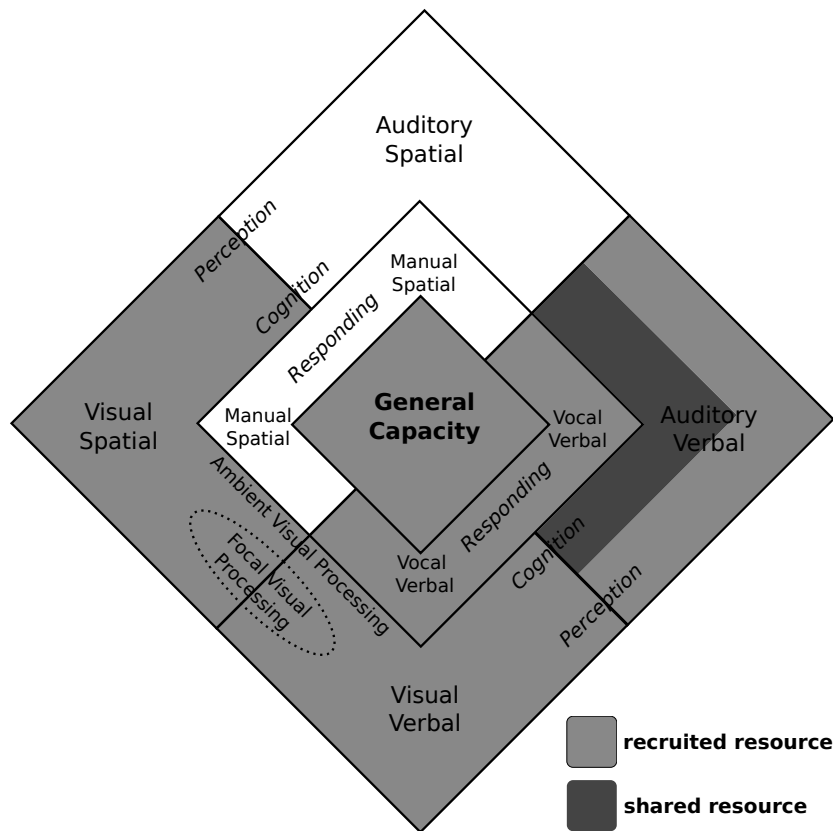 Auditory
Spatial
Perception
Cognition
Manual
Spatial
Responding
Visual
Spatial
Manual
Spatial
General
Capacity
Vocal
Verbal
Auditory
Verbal
Ambient Visual Processing
Focal Visual
Processing
Responding
Vocal
Verbal
Cognition
Perception
Visual
Verbal
recruited resource
shared resource